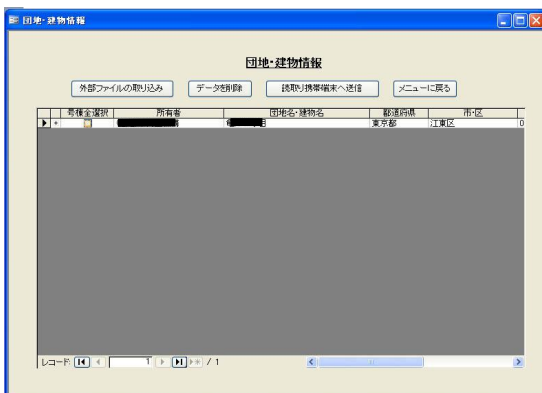 団地・建物情報
団地・建物情報
外部ファイルの取り込み データを削除 読取り携帯端末へ送信 メニューに戻る
号棟全選択 所有者 団地名・建物名 都道府県 市・区
東京都 江東区 0
レコード: 1 / 1